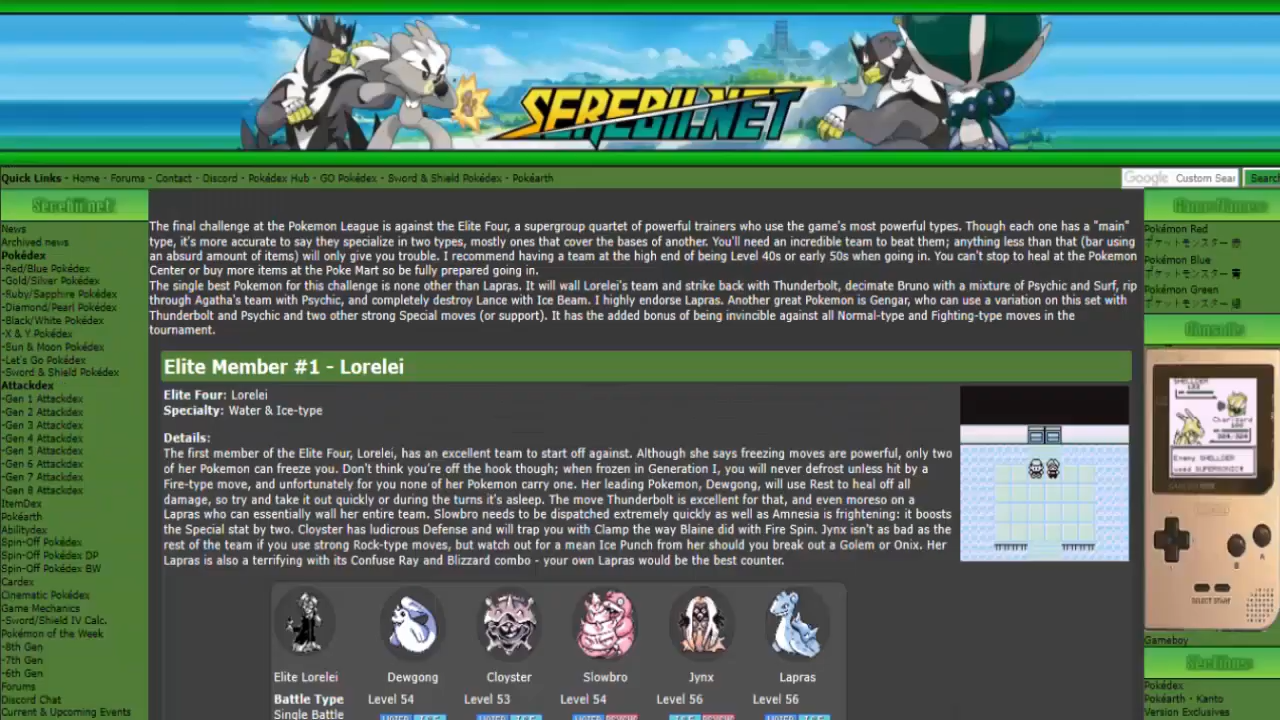 SEREBII.NET
Quick Links - Home - Forums - Contact - Discord - Pokédex Hub - GO Pokédex - Sword & Shield Pokédex - Pokéarth
Google Custom Sear Search
Serebii.net
News
Archived news
Pokédex
-Red/Blue Pokédex
-Gold/Silver Pokédex
-Ruby/Sapphire Pokédex
-Diamond/Pearl Pokédex
-Black/White Pokédex
-X & Y Pokédex
-Sun & Moon Pokédex
-Let's Go Pokédex
-Sword & Shield Pokédex
Attackdex
-Gen 1 Attackdex
-Gen 2 Attackdex
-Gen 3 Attackdex
-Gen 4 Attackdex
-Gen 5 Attackdex
-Gen 6 Attackdex
-Gen 7 Attackdex
-Gen 8 Attackdex
ItemDex
Pokéarth
Abilitydex
Spin-Off Pokédex
Spin-Off Pokédex DP
Spin-Off Pokédex BW
Cardex
Cinematic Pokédex
Game Mechanics
-Sword/Shield IV Calc.
Pokémon of the Week
-8th Gen
-7th Gen
-6th Gen
Forums
Discord Chat
Current & Upcoming Events
The final challenge at the Pokemon League is against the Elite Four, a supergroup quartet of powerful trainers who use the game's most powerful types. Though each one has a "main"
type, it's more accurate to say they specialize in two types, mostly ones that cover the bases of another. You'll need an incredible team to beat them; anything less than that (bar using
an absurd amount of items) will only give you trouble. I recommend having a team at the high end of being Level 40s or early 50s when going in. You can't stop to heal at the Pokemon
Center or buy more items at the Poke Mart so be fully prepared going in.
The single best Pokemon for this challenge is none other than Lapras. It will wall Lorelei's team and strike back with Thunderbolt, decimate Bruno with a mixture of Psychic and Surf, rip
through Agatha's team with Psychic, and completely destroy Lance with Ice Beam. I highly endorse Lapras. Another great Pokemon is Gengar, who can use a variation on this set with
Thunderbolt and Psychic and two other strong Special moves (or support). It has the added bonus of being invincible against all Normal-type and Fighting-type moves in the
tournament.
Elite Member #1 - Lorelei
Elite Four: Lorelei
Specialty: Water & Ice-type
Details:
The first member of the Elite Four, Lorelei, has an excellent team to start off against. Although she says freezing moves are powerful, only two
of her Pokemon can freeze you. Don't think you're off the hook though; when frozen in Generation I, you will never defrost unless hit by a
Fire-type move, and unfortunately for you none of her Pokemon carry one. Her leading Pokemon, Dewgong, will use Rest to heal off all
damage, so try and take it out quickly or during the turns it's asleep. The move Thunderbolt is excellent for that, and even moreso on a
Lapras who can essentially wall her entire team. Slowbro needs to be dispatched extremely quickly as well as Amnesia is frightening: it boosts
the Special stat by two. Cloyster has ludicrous Defense and will trap you with Clamp the way Blaine did with Fire Spin. Jynx isn't as bad as the
rest of the team if you use strong Rock-type moves, but watch out for a mean Ice Punch from her should you break out a Golem or Onix. Her
Lapras is also a terrifying with its Confuse Ray and Blizzard combo - your own Lapras would be the best counter.
Elite Lorelei Dewgong Cloyster Slowbro Jynx Lapras
Battle Type Level 54 Level 53 Level 54 Level 56 Level 56
Single Battle
Pokémon Red
Pokémon Blue
Pokémon Green
Consoles
Gameboy
Sections
Pokédex
Pokéarth - Kanto
Version Exclusives